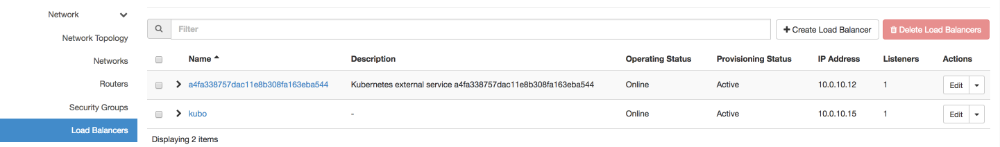 Network
Network Topology
Networks
Routers
Security Groups
Load Balancers
Filter
Create Load Balancer
Delete Load Balancers
Name Description Operating Status Provisioning Status IP Address Listeners Actions
a4fa338757dac11e8b308fa163eba544 Kubernetes external service a4fa338757dac11e8b308fa163eba544 Online Active 10.0.10.12 1 Edit
kubo - Online Active 10.0.10.15 1 Edit
Displaying 2 items